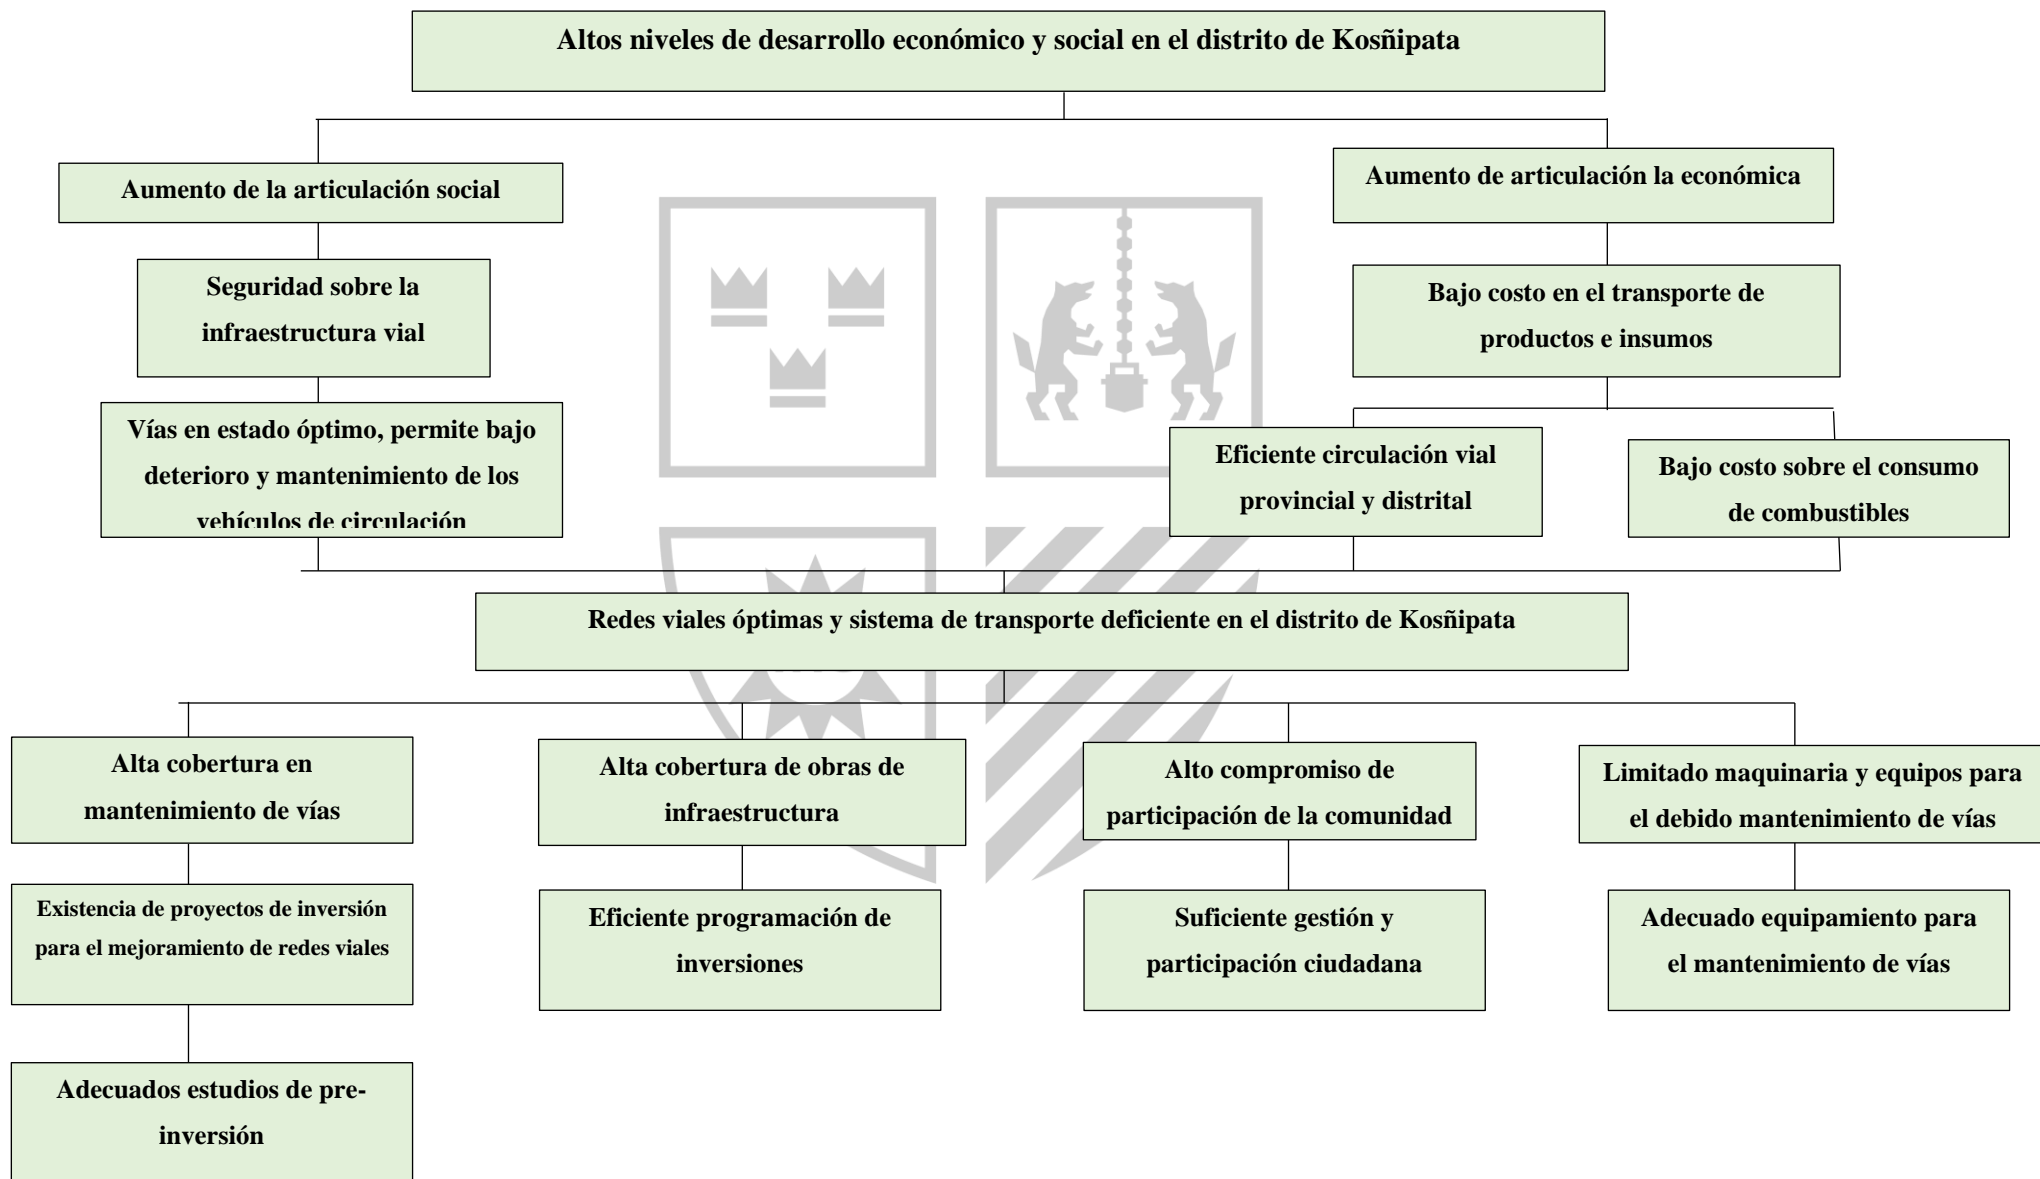 Altos niveles de desarrollo económico y social en el distrito de Kosñipata
Aumento de la articulación social
Aumento de articulación la económica
Seguridad sobre la
infraestructura vial
Bajo costo en el transporte de
productos e insumos
Vías en estado óptimo, permite bajo
deterioro y mantenimiento de los
vehículos de circulación
Eficiente circulación vial
provincial y distrital
Bajo costo sobre el consumo
de combustibles
Redes viales óptimas y sistema de transporte deficiente en el distrito de Kosñipata
Alta cobertura en
mantenimiento de vías
Alta cobertura de obras de
infraestructura
Alto compromiso de
participación de la comunidad
Limitado maquinaria y equipos para
el debido mantenimiento de vías
Existencia de proyectos de inversión
para el mejoramiento de redes viales
Eficiente programación de
inversiones
Suficiente gestión y
participación ciudadana
Adecuado equipamiento para
el mantenimiento de vías
Adecuados estudios de pre-
inversión